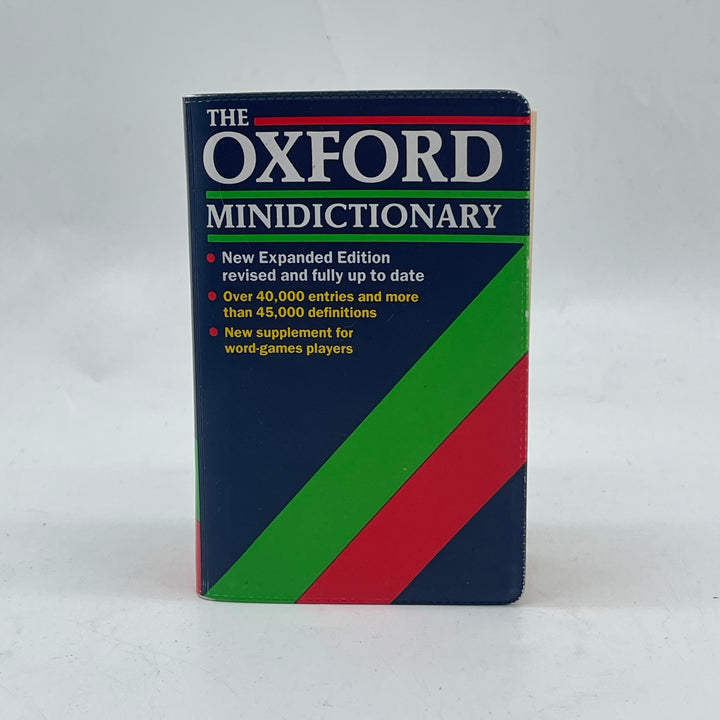 THE
OXFORD
MINIDICTIONARY
New Expanded Edition
revised and fully up to date
Over 40,000 entries and more
than 45,000 definitions
New supplement for
word-games players